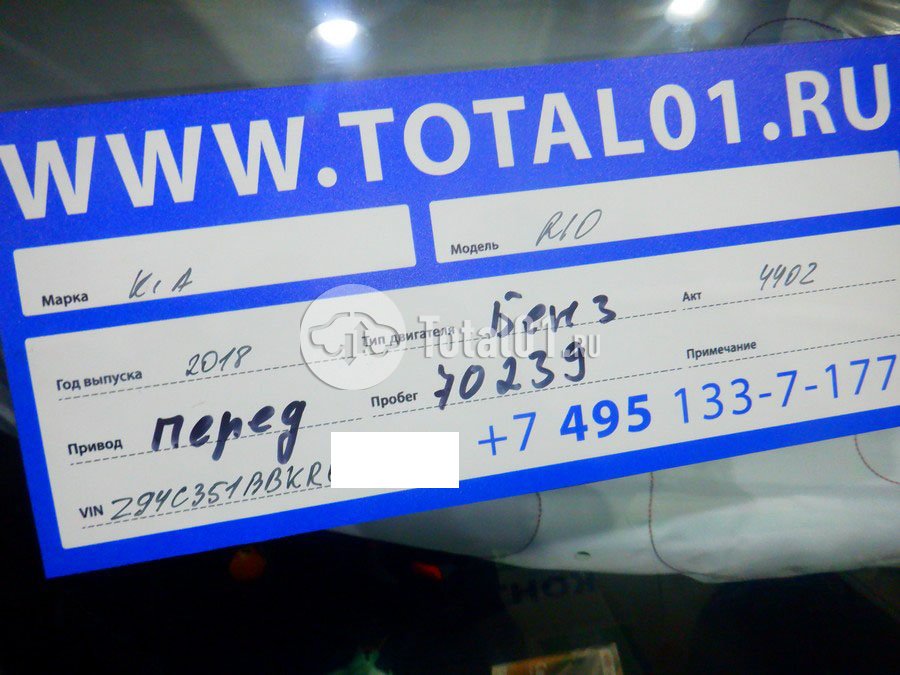 WWW.TOTAL01.RU
Марка KIA Модель RIO
Год выпуска 2018 Тип двигателя Бенз Акт 4402
Total01.ru
Привод перед Пробег 70239 Примечание
+7 495 133-7-177
VIN Z94C351BBKR